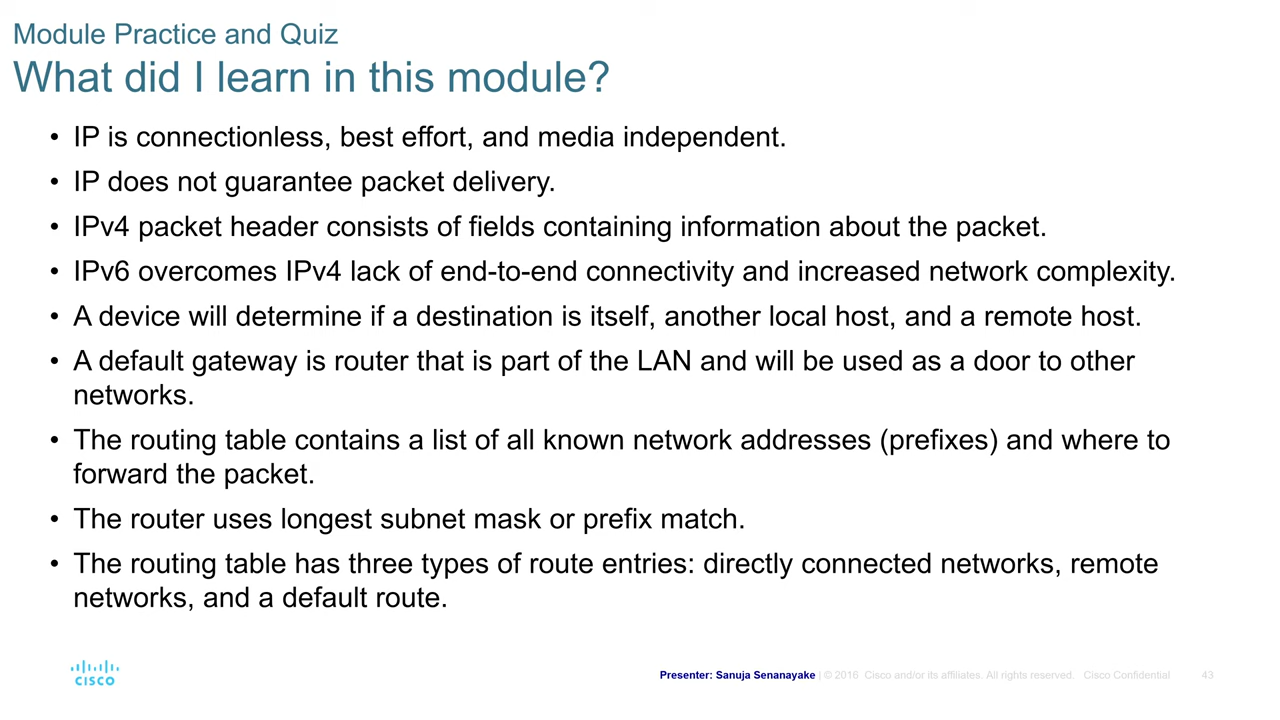 Module Practice and Quiz
What did I learn in this module?
• IP is connectionless, best effort, and media independent.
• IP does not guarantee packet delivery.
• IPv4 packet header consists of fields containing information about the packet.
• IPv6 overcomes IPv4 lack of end-to-end connectivity and increased network complexity.
• A device will determine if a destination is itself, another local host, and a remote host.
• A default gateway is router that is part of the LAN and will be used as a door to other
networks.
• The routing table contains a list of all known network addresses (prefixes) and where to
forward the packet.
• The router uses longest subnet mask or prefix match.
• The routing table has three types of route entries: directly connected networks, remote
networks, and a default route.
CISCO
Presenter: Sanuja Senanayake | © 2016 Cisco and/or its affiliates. All rights reserved. Cisco Confidential 43